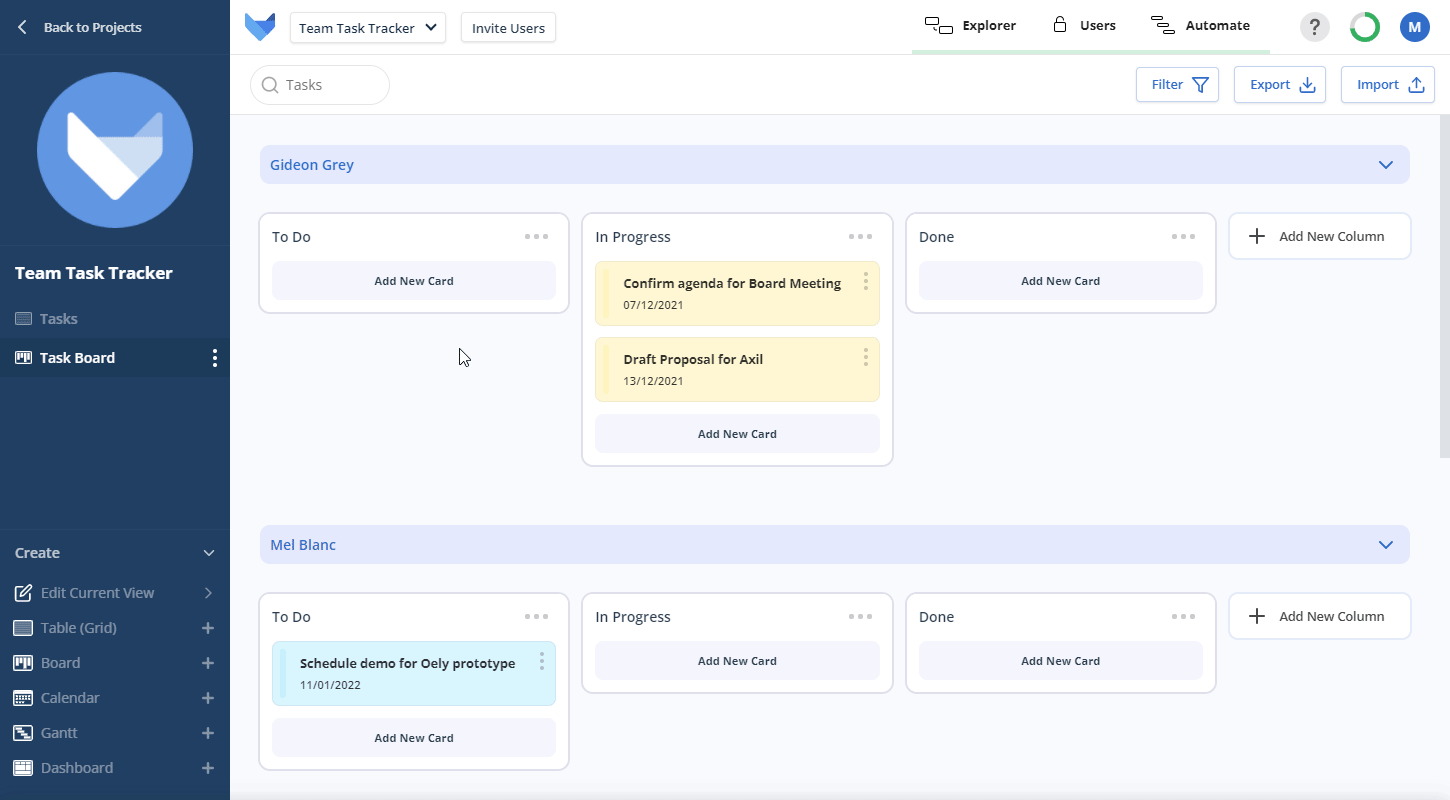 Back to Projects
Team Task Tracker
Tasks
Task Board
Create
Edit Current View
Table (Grid)
Board
Calendar
Gantt
Dashboard
Team Task Tracker
Invite Users
Explorer
Users
Automate
?
M
Tasks
Filter
Export
Import
Gideon Grey
To Do
Add New Card
In Progress
Confirm agenda for Board Meeting
07/12/2021
Draft Proposal for Axil
13/12/2021
Add New Card
Done
Add New Card
Add New Column
Mel Blanc
To Do
Schedule demo for Oely prototype
11/01/2022
Add New Card
In Progress
Add New Card
Done
Add New Card
Add New Column